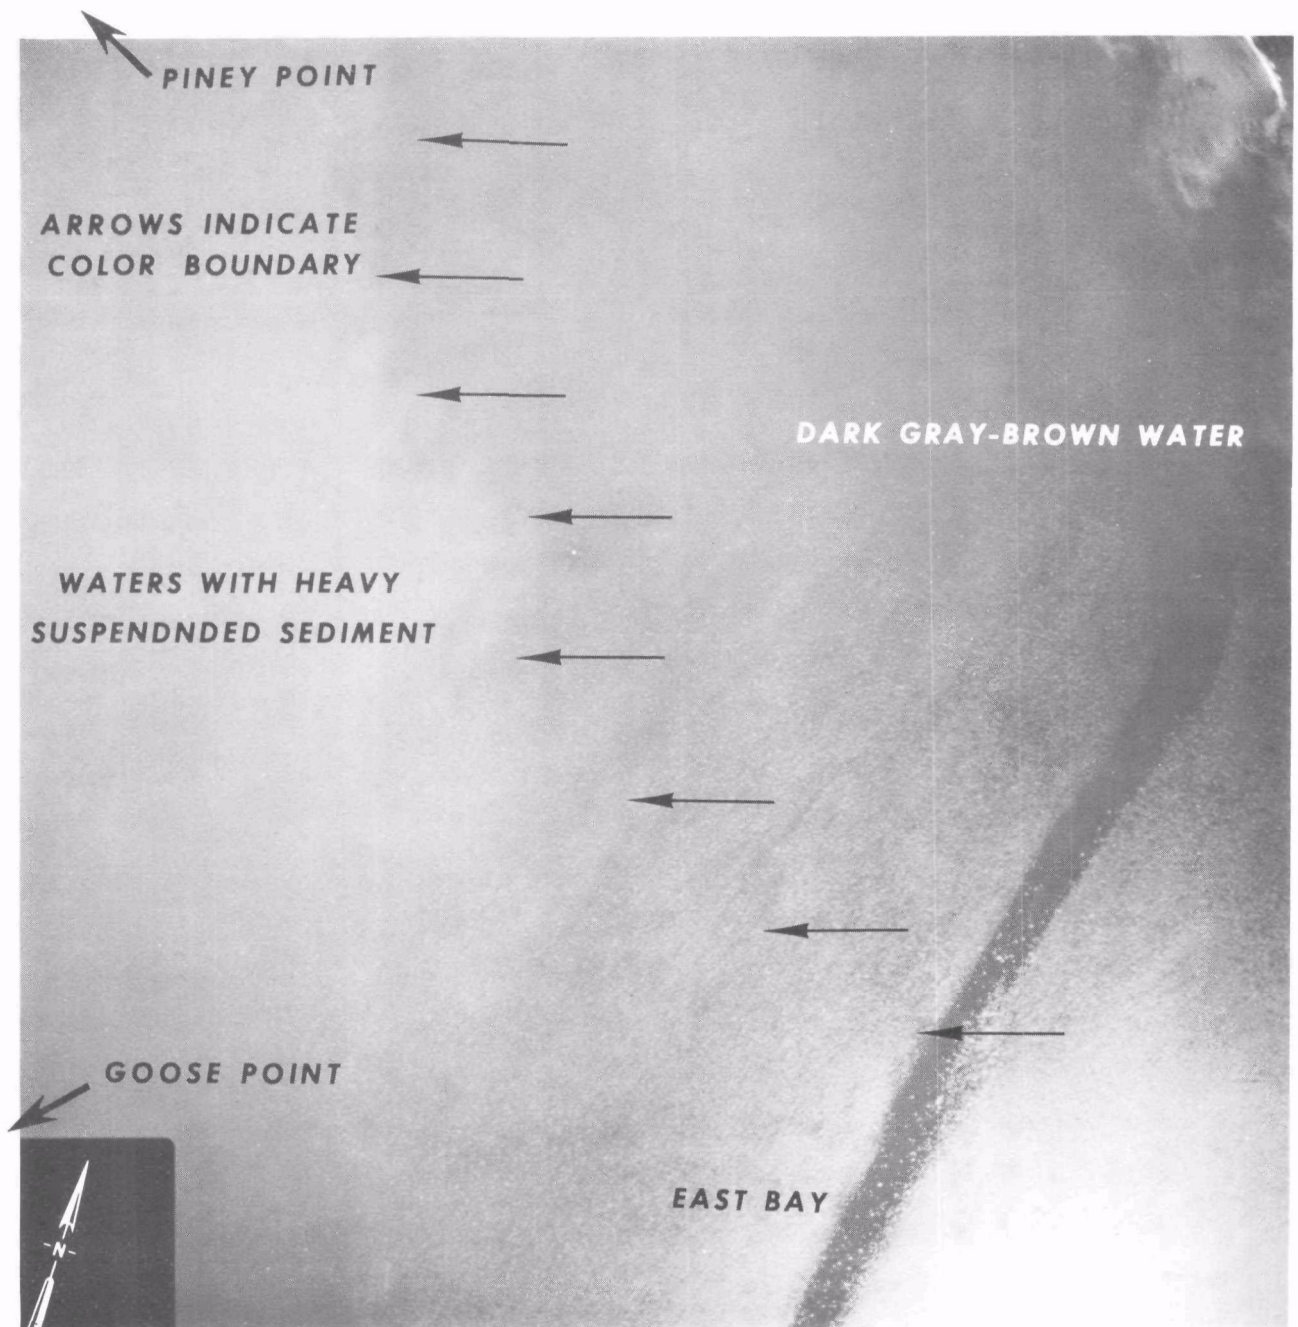 PINEY POINT
ARROWS INDICATE
COLOR BOUNDARY
DARK GRAY-BROWN WATER
WATERS WITH HEAVY
SUSPENDNDED SEDIMENT
GOOSE POINT
EAST BAY
N